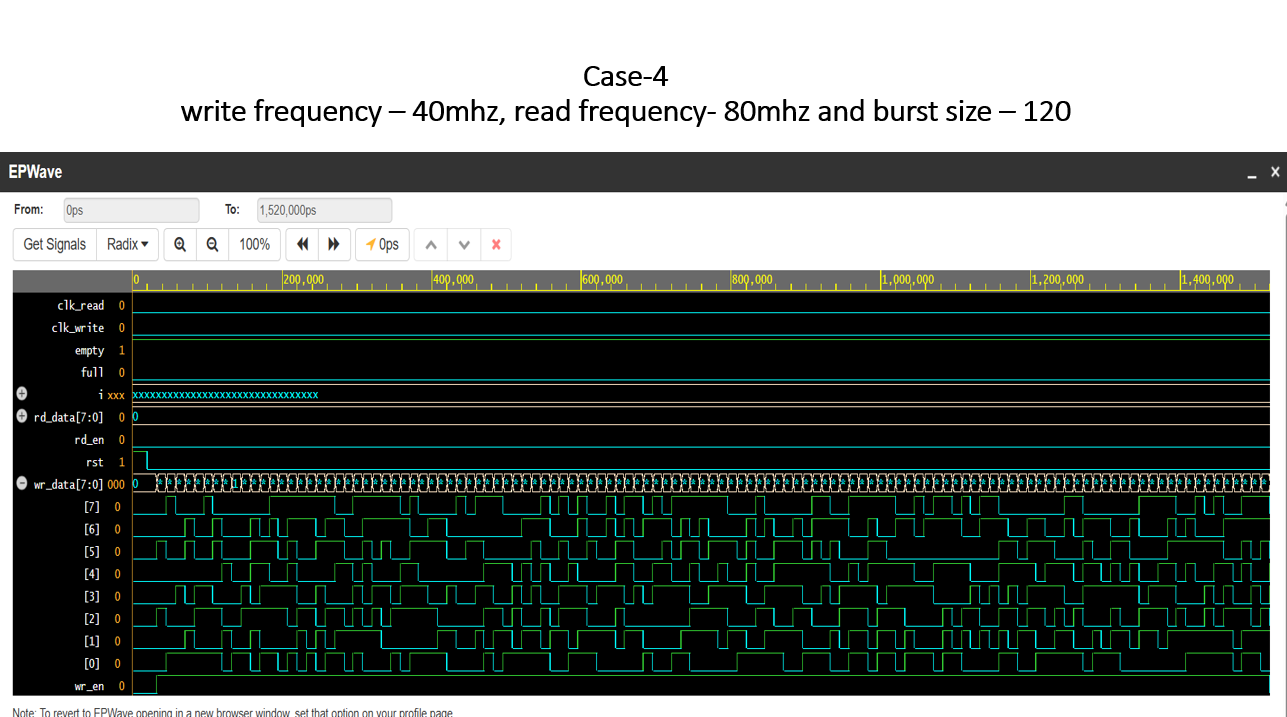 Case-4
write frequency – 40mhz, read frequency- 80mhz and burst size – 120
EPWave
From: 0ps To: 1,520,000ps
Get Signals Radix 100% 0ps
0 200,000 400,000 600,000 800,000 1,000,000 1,200,000 1,400,000
clk_read 0
clk_write 0
empty 1
full 0
i xxx xxxxxxxxxxxxxxxxxxxxxxxxxxxxxxxx
rd_data[7:0] 0 0
rd_en 0
rst 1
wr_data[7:0] 000 0
[7] 0
[6] 0
[5] 0
[4] 0
[3] 0
[2] 0
[1] 0
[0] 0
wr_en 0
Note: To revert to EPWave opening in a new browser window, set that option on your profile page.